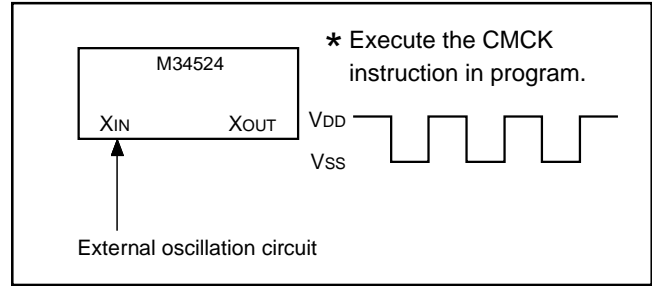 M34524
XIN XOUT
* Execute the CMCK
instruction in program.
VDD
VSS
External oscillation circuit